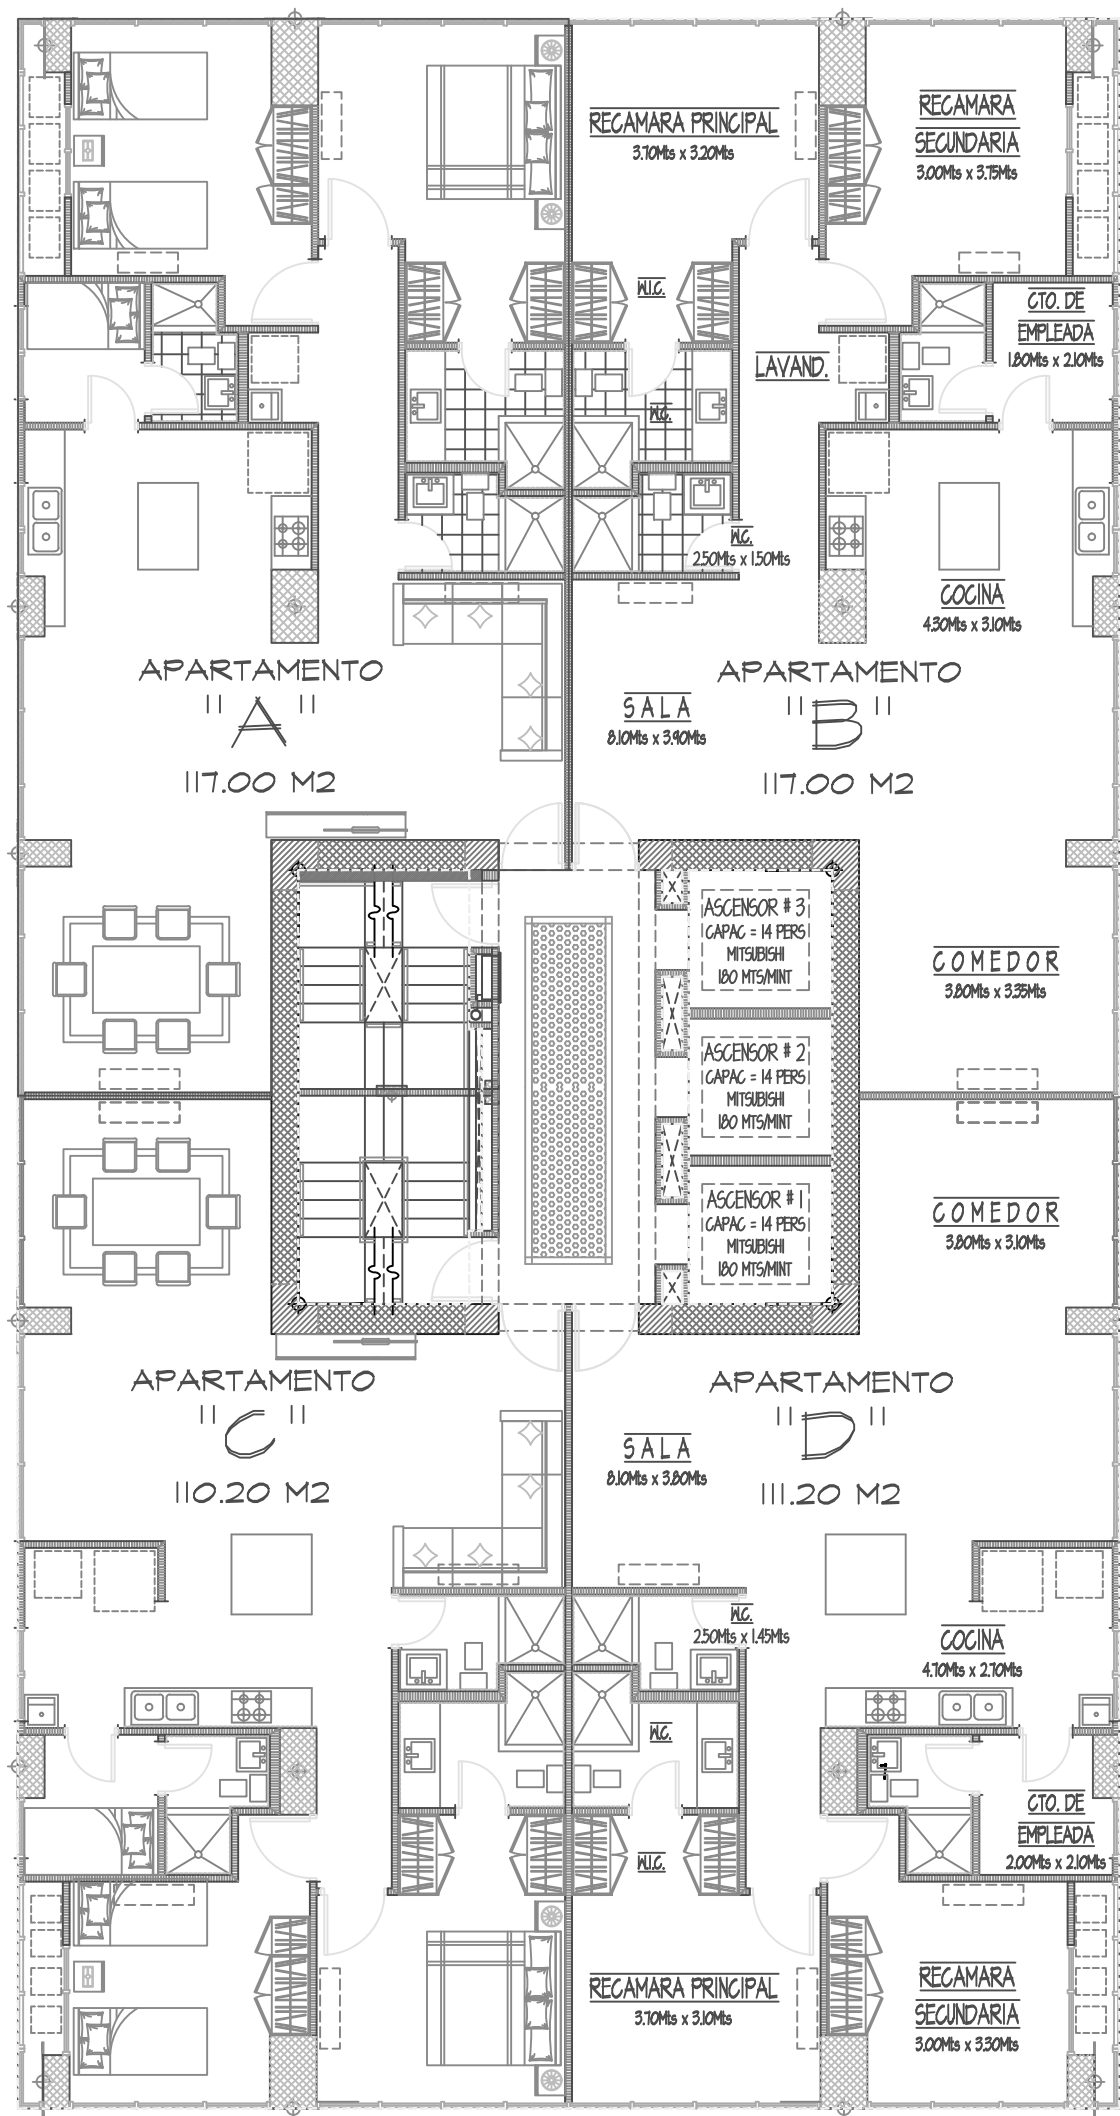 RECAMARA PRINCIPAL
3.70Mts x 3.20Mts
RECAMARA
SECUNDARIA
3.00Mts x 3.75Mts
W.I.C.
CTO. DE
EMPLEADA
1.80Mts x 2.10Mts
LAVAND.
W.C.
W.C.
2.50Mts x 1.50Mts
COCINA
4.30Mts x 3.10Mts
APARTAMENTO
"A"
117.00 M2
APARTAMENTO
"B"
117.00 M2
SALA
8.10Mts x 3.90Mts
ASCENSOR # 3
CAPAC = 14 PERS
MITSUBISHI
180 MTS/MINT
COMEDOR
3.80Mts x 3.35Mts
ASCENSOR # 2
CAPAC = 14 PERS
MITSUBISHI
180 MTS/MINT
ASCENSOR # 1
CAPAC = 14 PERS
MITSUBISHI
180 MTS/MINT
COMEDOR
3.80Mts x 3.10Mts
APARTAMENTO
"C"
110.20 M2
APARTAMENTO
"D"
111.20 M2
SALA
8.10Mts x 3.80Mts
W.C.
2.50Mts x 1.45Mts
COCINA
4.70Mts x 2.70Mts
W.C.
CTO. DE
EMPLEADA
2.00Mts x 2.10Mts
W.I.C.
RECAMARA PRINCIPAL
3.70Mts x 3.10Mts
RECAMARA
SECUNDARIA
3.00Mts x 3.30Mts